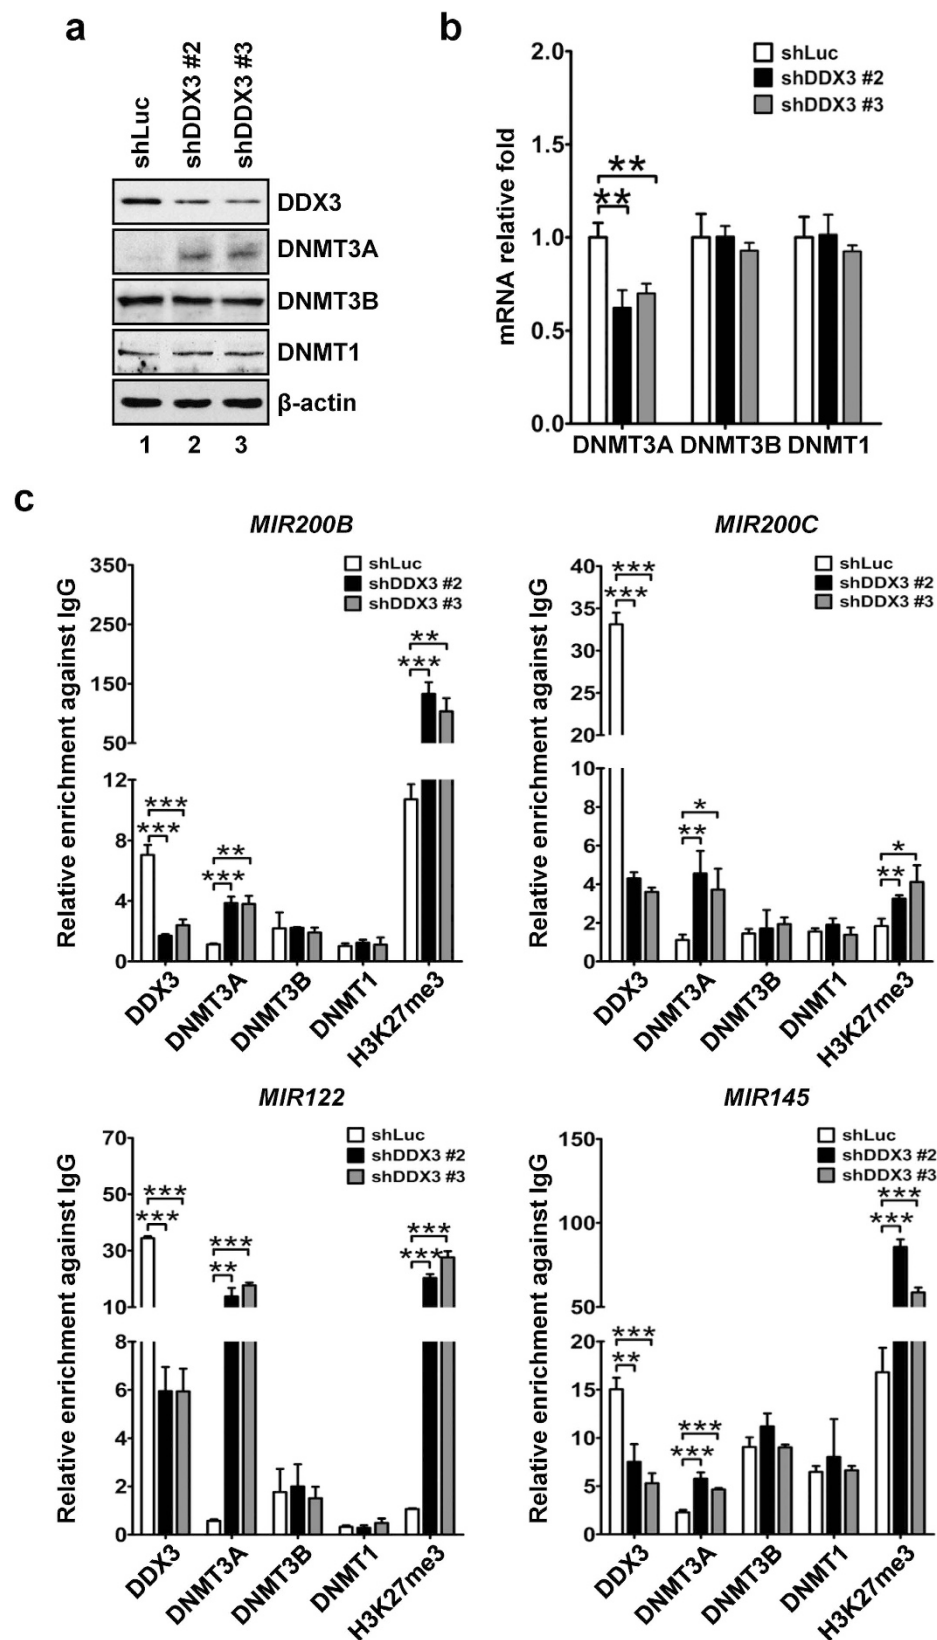 a
shLuc
shDDX3 #2
shDDX3 #3
DDX3
DNMT3A
DNMT3B
DNMT1
β-actin
1 2 3
b
mRNA relative fold
2.0
1.5
1.0
0.5
0.0
shLuc
shDDX3 #2
shDDX3 #3
**
**
DNMT3A DNMT3B DNMT1
c
MIR200B
Relative enrichment against IgG
350
250
150
50
12
8
4
0
shLuc
shDDX3 #2
shDDX3 #3
***
***
**
***
**
***
DDX3
DNMT3A
DNMT3B
DNMT1
H3K27me3
MIR200C
Relative enrichment against IgG
40
35
30
25
20
10
8
6
4
2
0
shLuc
shDDX3 #2
shDDX3 #3
***
***
*
**
*
**
DDX3
DNMT3A
DNMT3B
DNMT1
H3K27me3
MIR122
Relative enrichment against IgG
70
50
30
10
8
6
4
2
0
shLuc
shDDX3 #2
shDDX3 #3
***
***
***
**
***
***
DDX3
DNMT3A
DNMT3B
DNMT1
H3K27me3
MIR145
Relative enrichment against IgG
150
100
50
20
15
10
5
0
shLuc
shDDX3 #2
shDDX3 #3
***
**
***
***
***
***
DDX3
DNMT3A
DNMT3B
DNMT1
H3K27me3